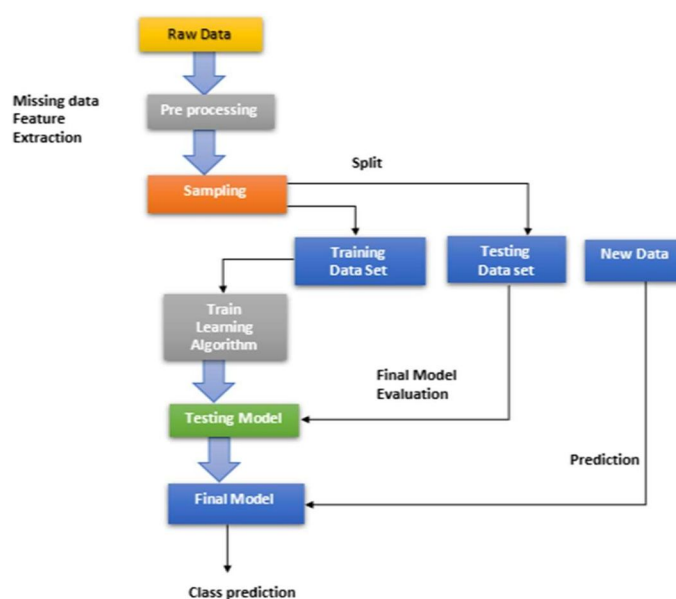 Raw Data
Missing data
Feature
Extraction
Pre processing
Split
Sampling
Training
Data Set
Testing
Data set
New Data
Train
Learning
Algorithm
Final Model
Evaluation
Testing Model
Prediction
Final Model
Class prediction